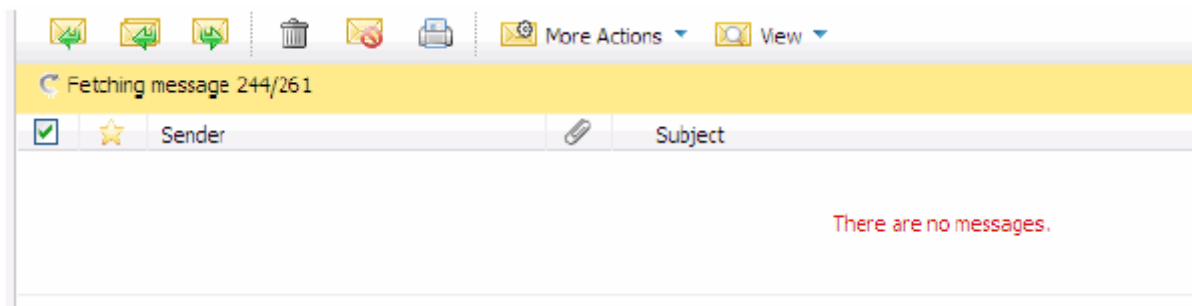 More Actions View
Fetching message 244/261
Sender Subject
There are no messages.